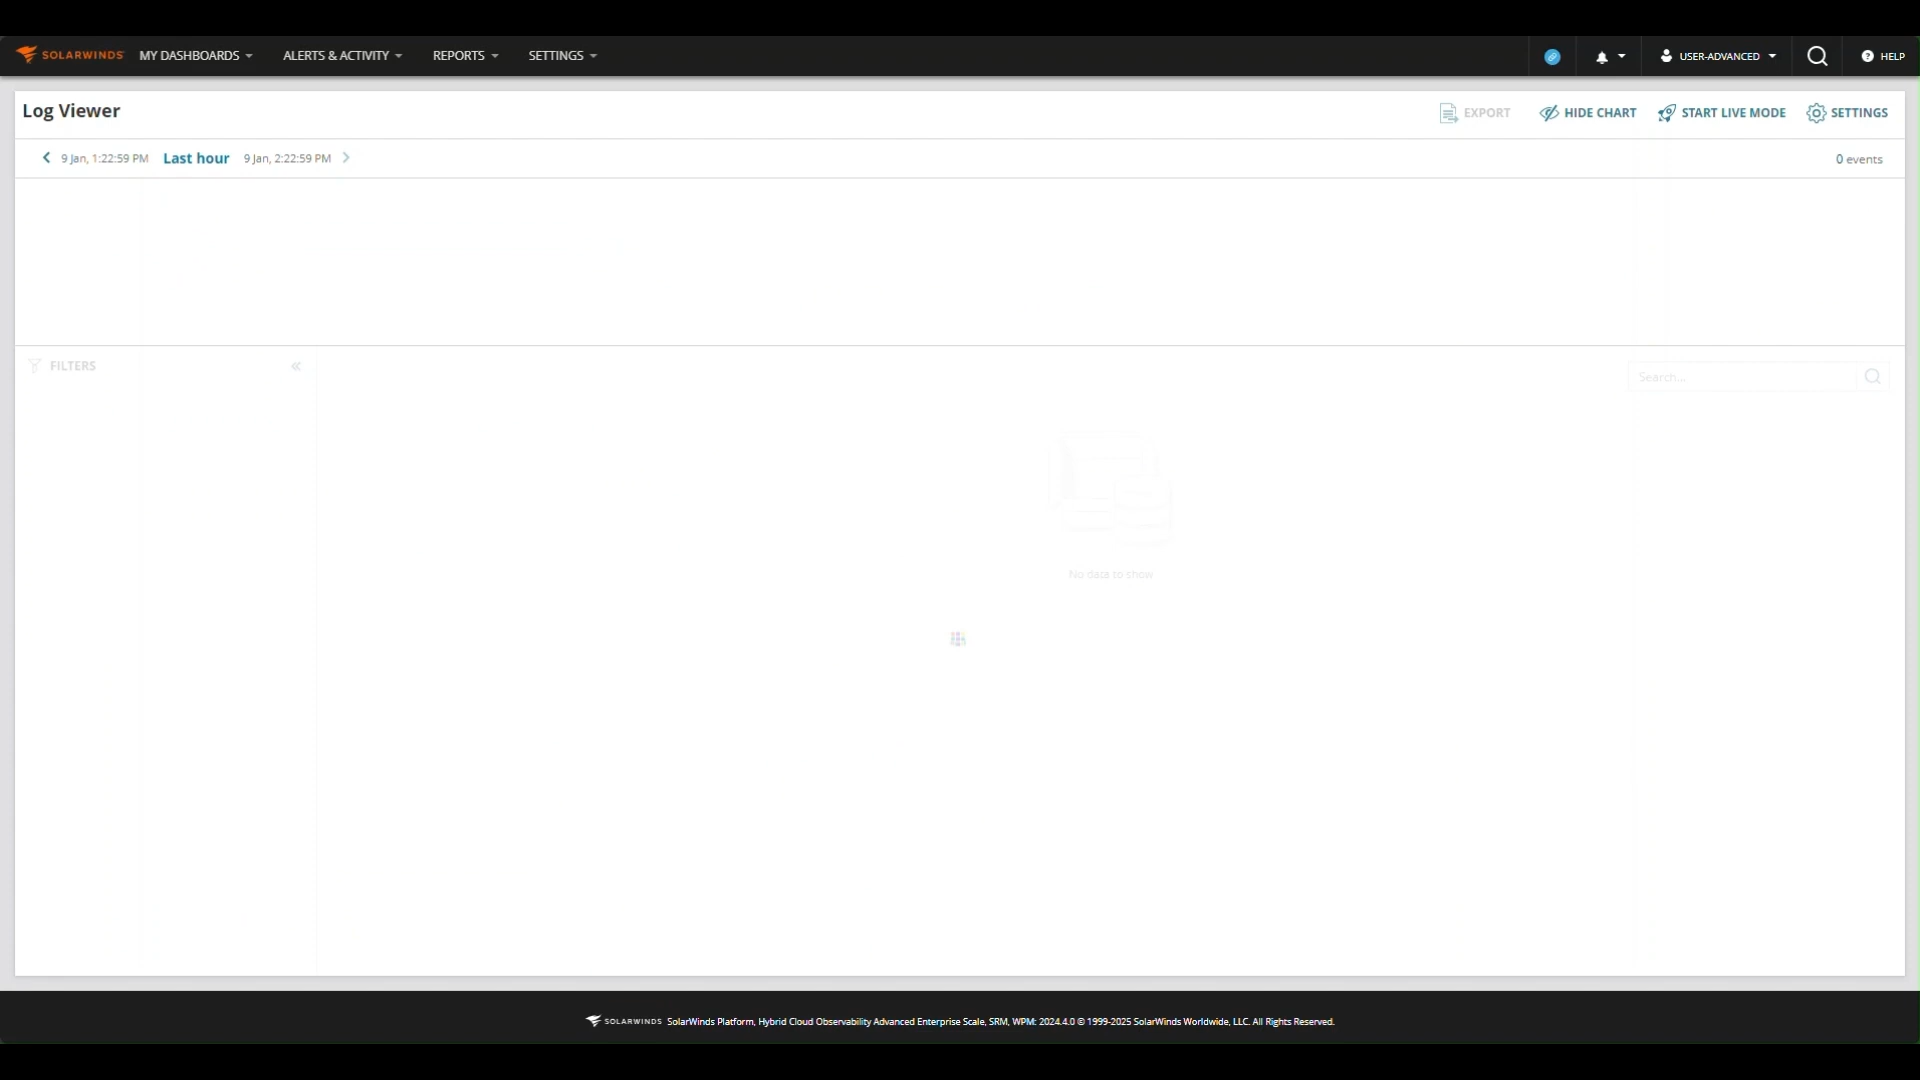 SOLARWINDS MY DASHBOARDS ALERTS & ACTIVITY REPORTS SETTINGS USER-ADVANCED HELP
Log Viewer EXPORT HIDE CHART START LIVE MODE SETTINGS
9 Jan, 1:22:59 PM Last hour 9 Jan, 2:22:59 PM 0 events
FILTERS
Search...
No data to show
SOLARWINDS SolarWinds Platform, Hybrid Cloud Observability Advanced Enterprise Scale, SRM, WPM: 2024.4.0 © 1999-2025 SolarWinds Worldwide, LLC. All Rights Reserved.